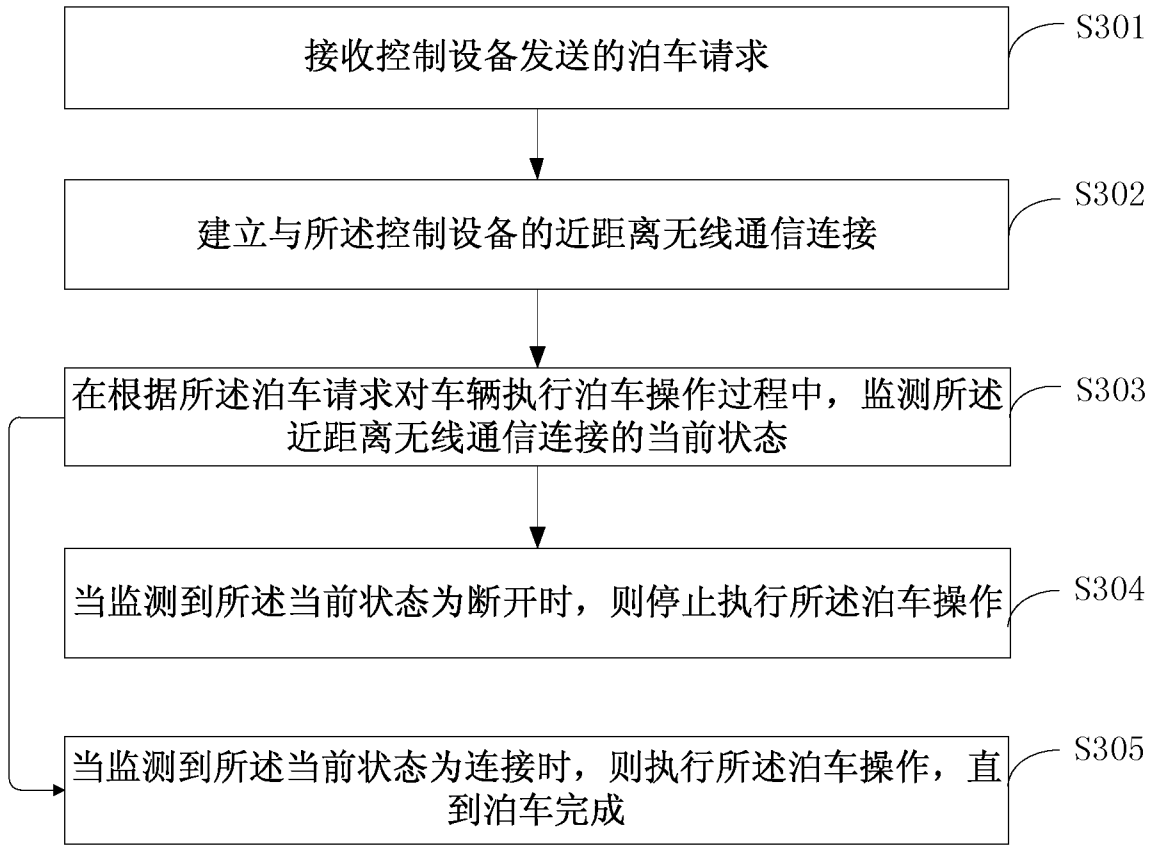 接收控制设备发送的泊车请求
S301
建立与所述控制设备的近距离无线通信连接
S302
在根据所述泊车请求对车辆执行泊车操作过程中，监测所述
近距离无线通信连接的当前状态
S303
当监测到所述当前状态为断开时，则停止执行所述泊车操作
S304
当监测到所述当前状态为连接时，则执行所述泊车操作，直
到泊车完成
S305